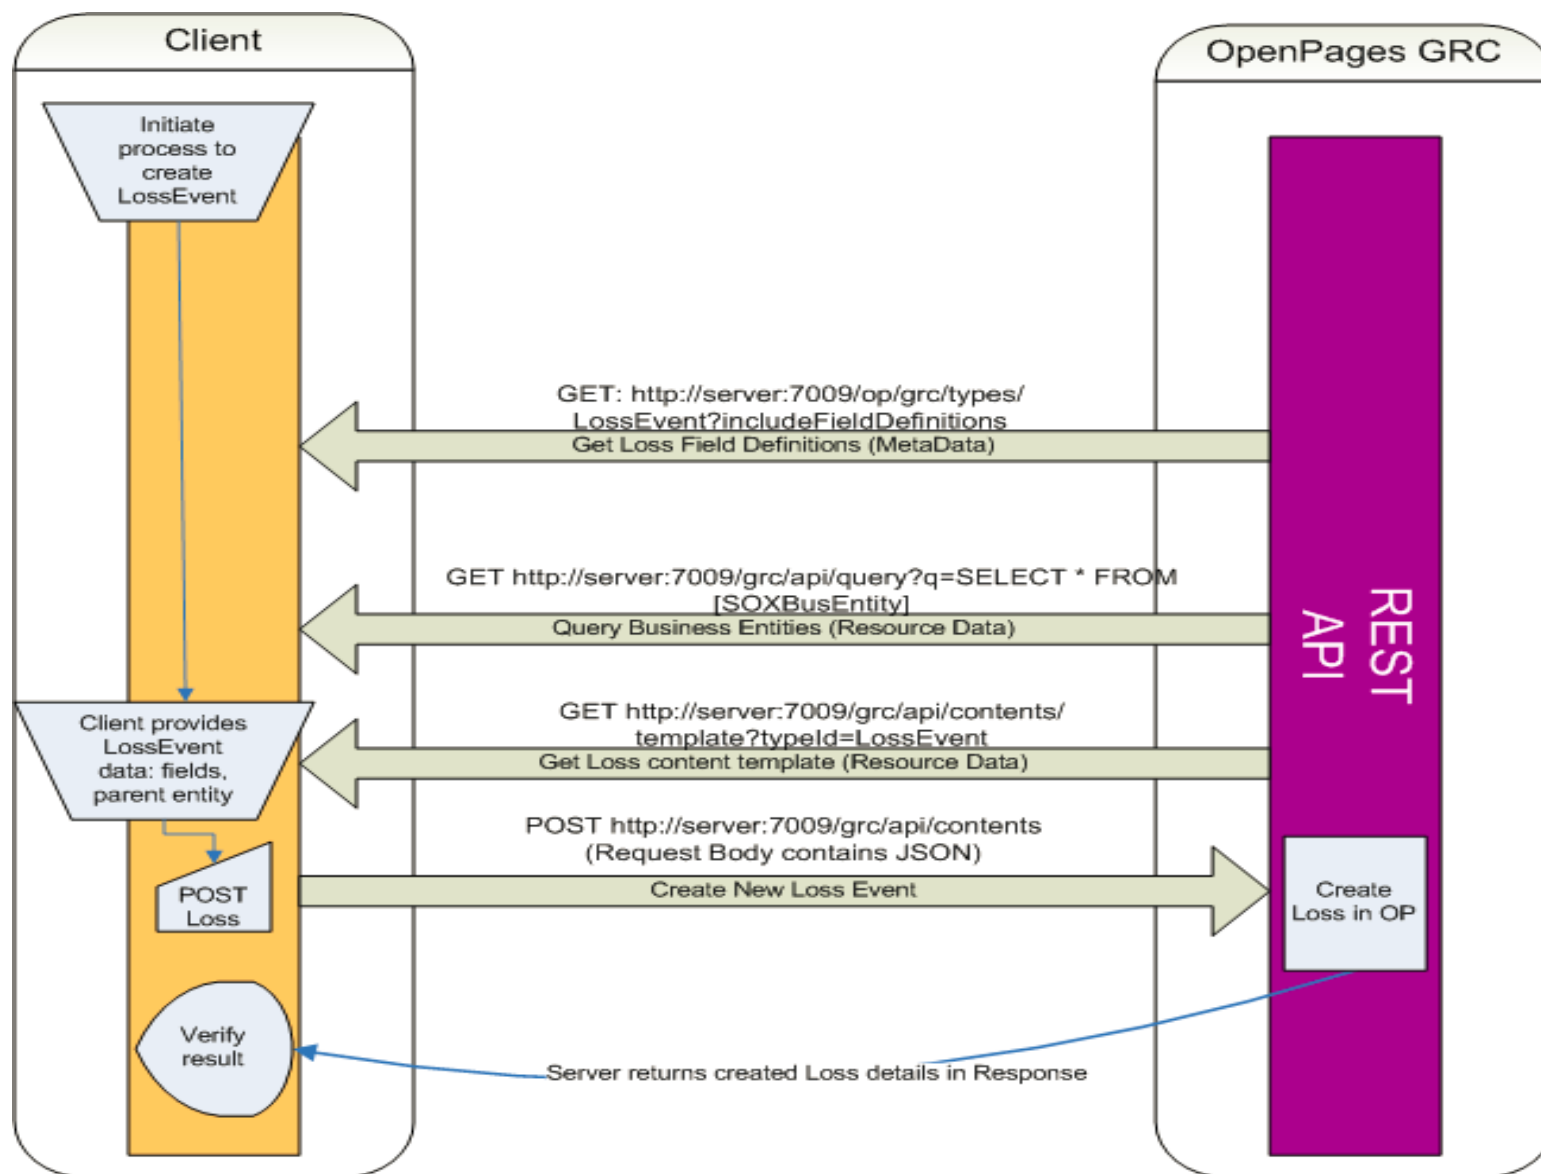 Client
OpenPages GRC
Initiate
process to
create
LossEvent
GET: http://server:7009/op/grc/types/
LossEvent?includeFieldDefinitions
Get Loss Field Definitions (MetaData)
GET http://server:7009/grc/api/query?q=SELECT * FROM
[SOXBusEntity]
Query Business Entities (Resource Data)
REST
API
Client provides
LossEvent
data: fields,
parent entity
GET http://server:7009/grc/api/contents/
template?typeId=LossEvent
Get Loss content template (Resource Data)
POST http://server:7009/grc/api/contents
(Request Body contains JSON)
Create New Loss Event
POST
Loss
Create
Loss in OP
Verify
result
Server returns created Loss details in Response